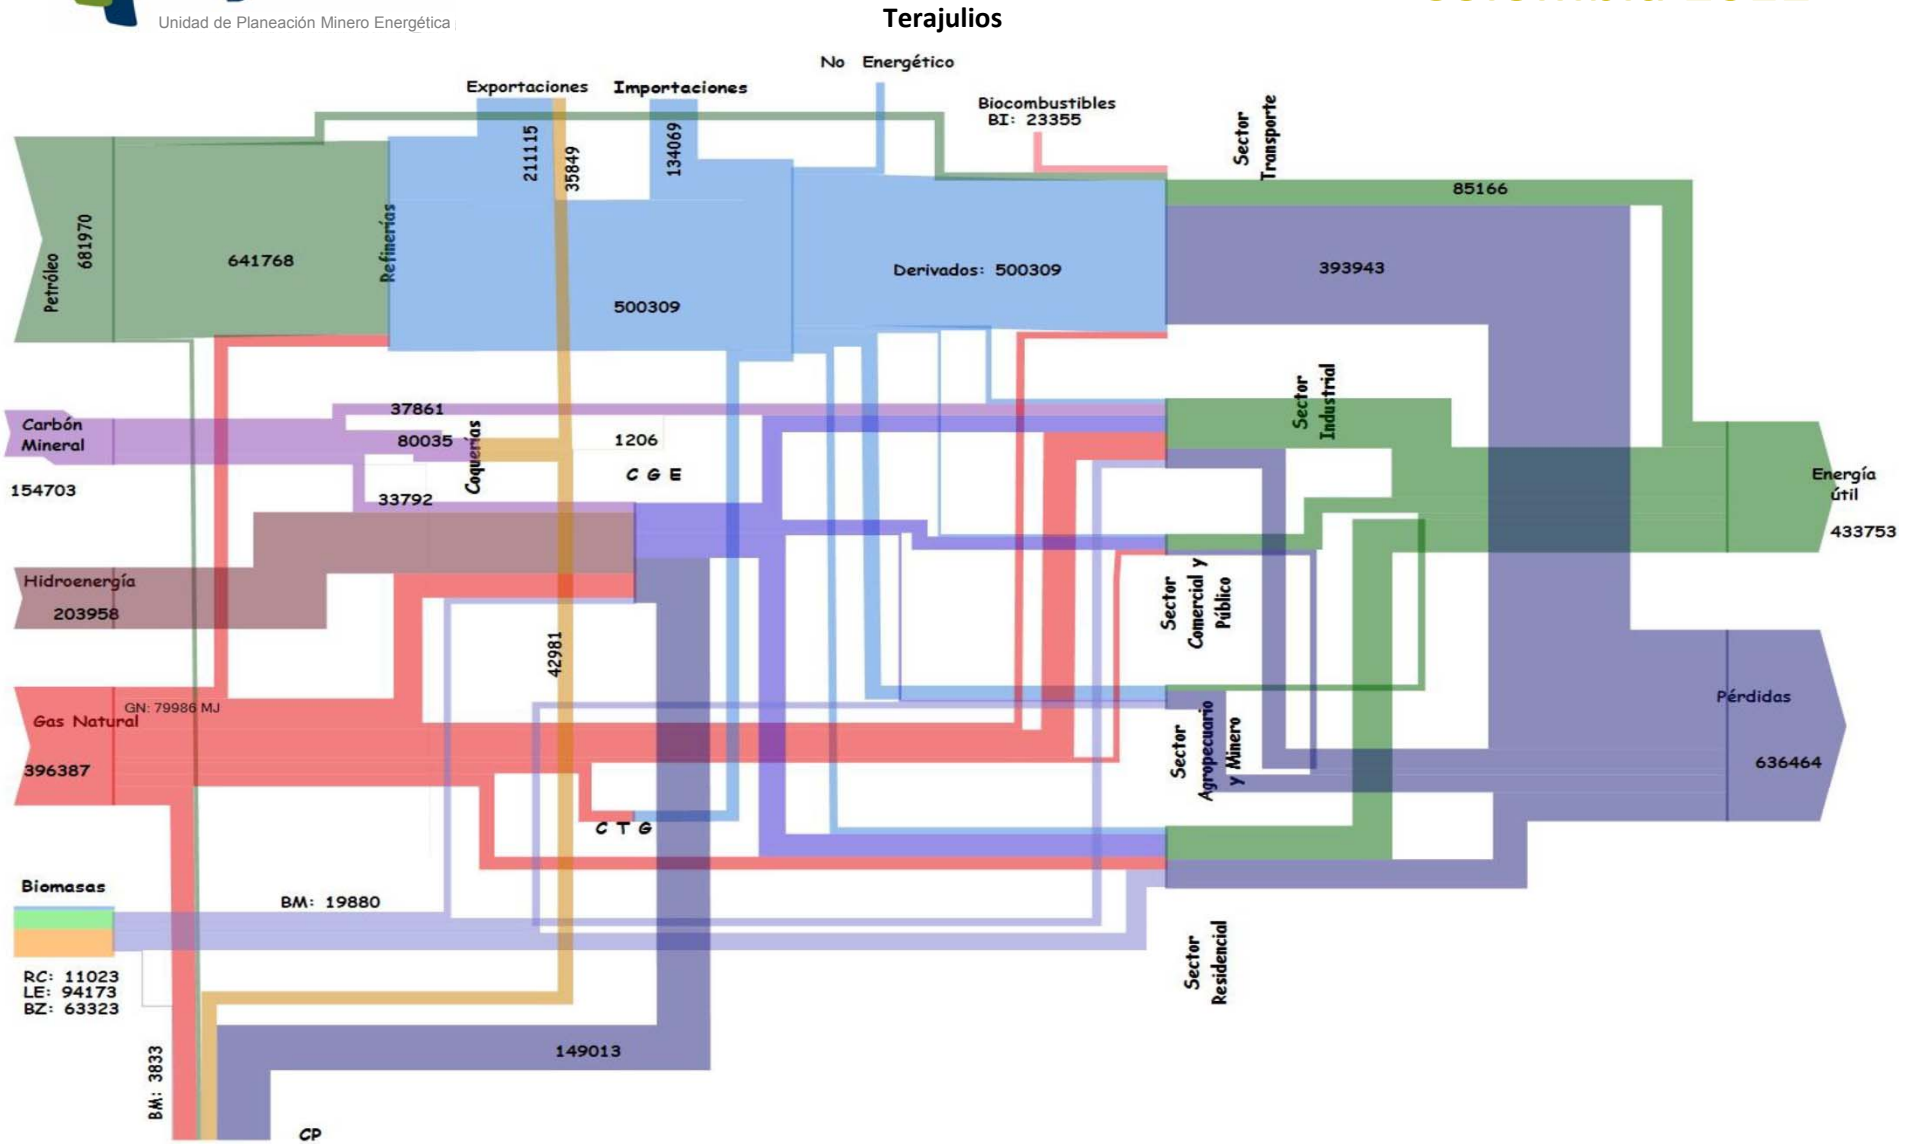 Unidad de Planeación Minero Energética
Terajulios
No Energético
Exportaciones
Importaciones
Biocombustibles
BI: 23355
Sector
Transporte
211115
35849
134069
85166
Petróleo
681970
641768
Refinerías
500309
Derivados: 500309
393943
Carbón
Mineral
154703
37861
80035
Coquerías
33792
1206
C G E
Sector
Industrial
Energía
útil
433753
Hidroenergía
203958
42981
Sector
Comercial y
Público
Gas Natural
GN: 79986 MJ
396387
C T G
Sector
Agropecuario
y Minero
Pérdidas
636464
Biomasas
BM: 19880
RC: 11023
LE: 94173
BZ: 63323
Sector
Residencial
BM: 3833
149013
CP